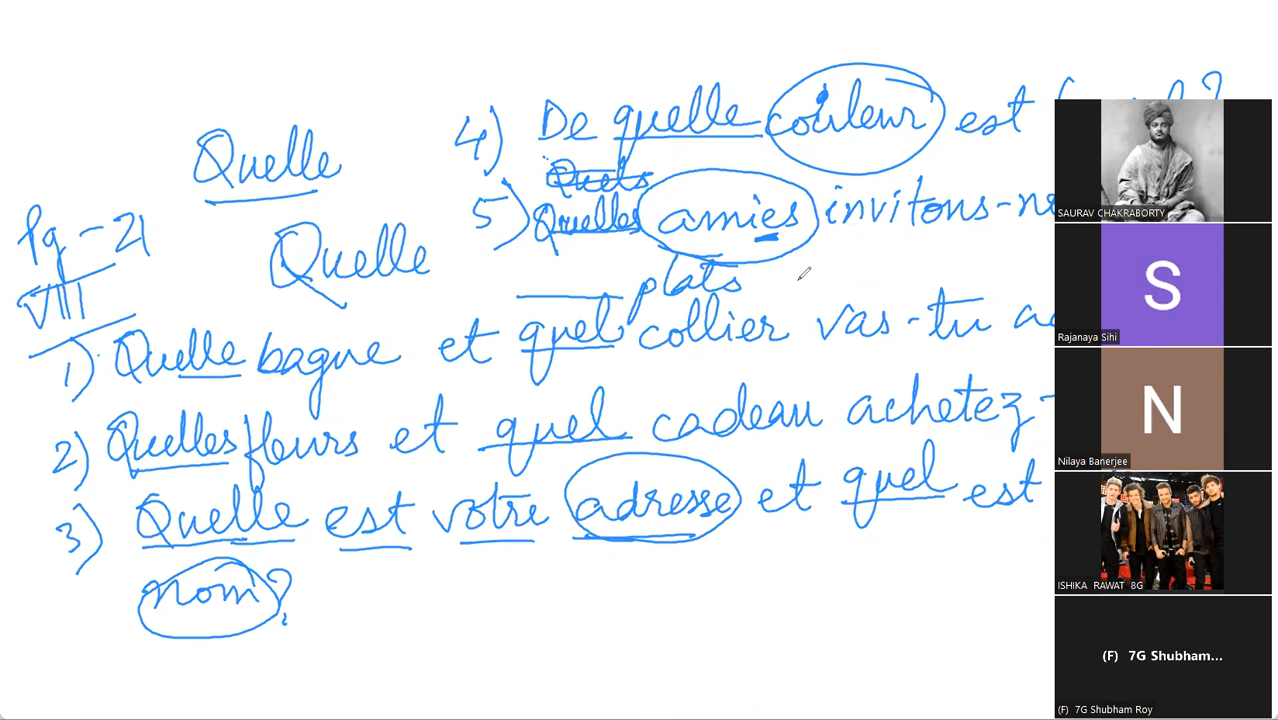 Quelle
Quelle
Pg - 21
VIII
1) Quelle bague et quel collier vas-tu
2) Quelles fleurs et quel cadeau achetez-
3) Quelle est votre adresse et quel est
nom?
4) De quelle couleur est
Quels
5) Quelles amies invitons-
plats
SAURAV CHAKRABORTY
S
Rajanaya Sihi
N
Nilaya Banerjee
ISHIKA RAWAT 8G
(F) 7G Shubham...
(F) 7G Shubham Roy